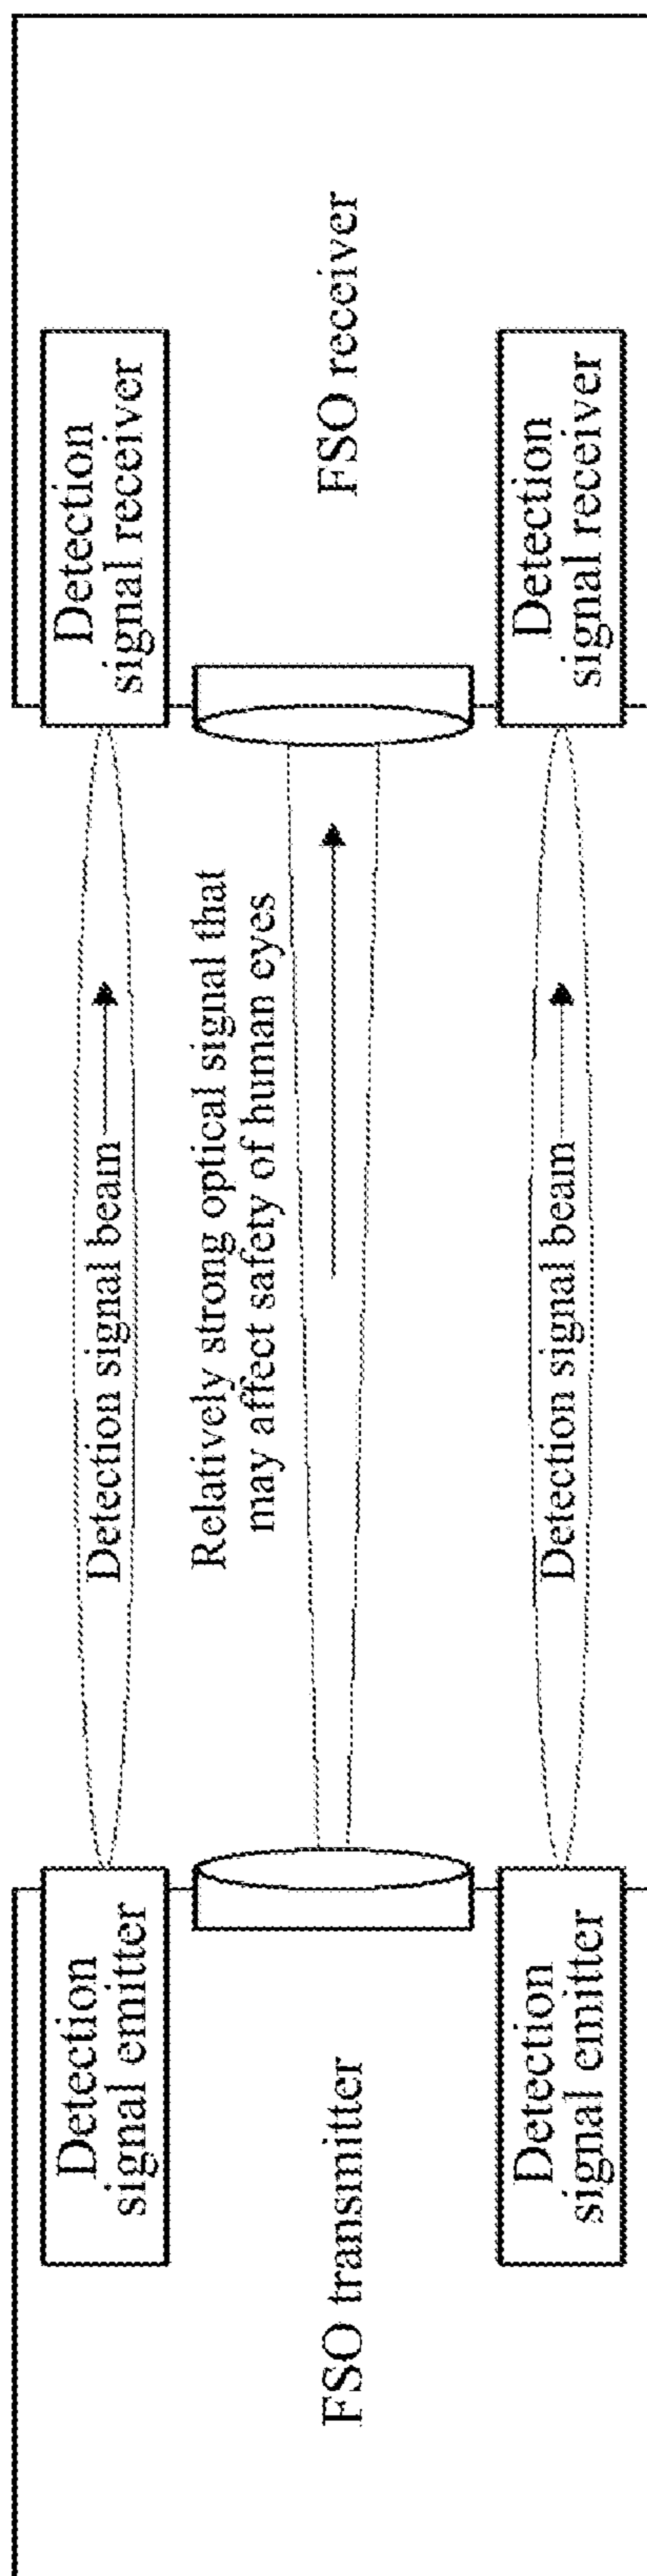 Detection
signal emitter
Detection signal beam
Detection
signal receiver
Relatively strong optical signal that
may affect safety of human eyes
FSO transmitter
FSO receiver
Detection
signal emitter
Detection signal beam
Detection
signal receiver